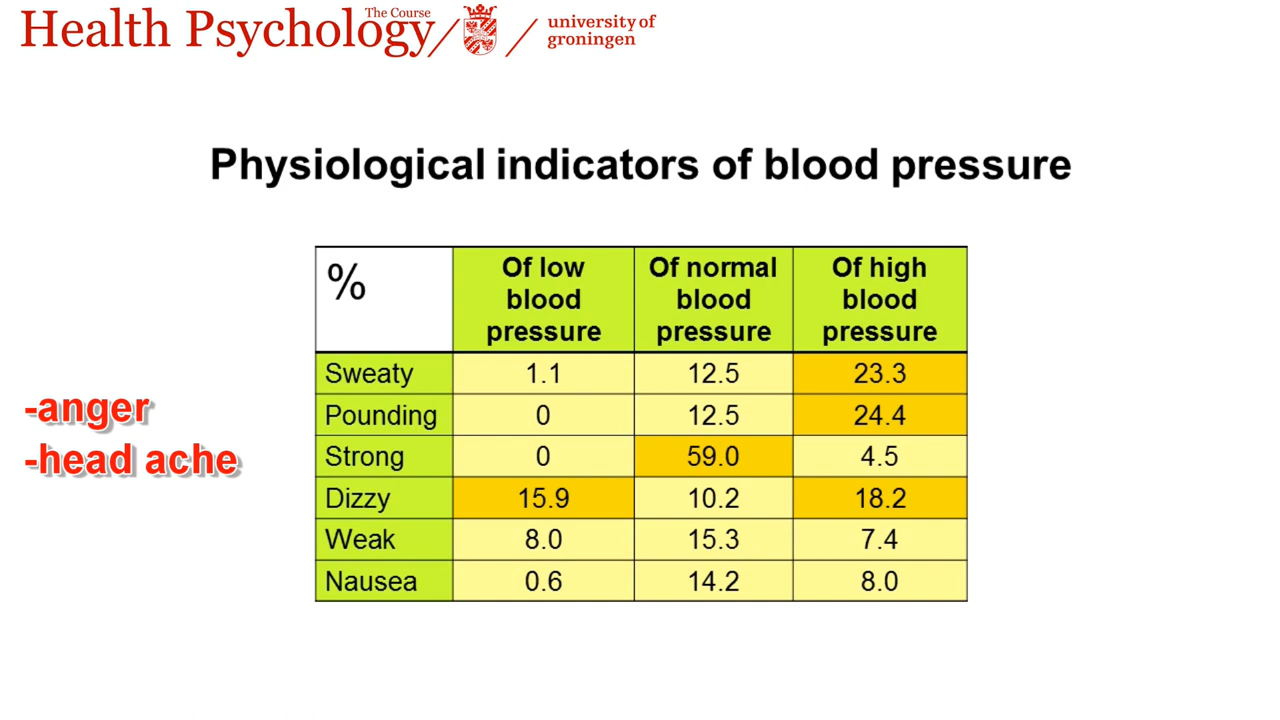 The Course
Health Psychology
university of
groningen
Physiological indicators of blood pressure
% Of low blood pressure Of normal blood pressure Of high blood pressure
Sweaty 1.1 12.5 23.3
Pounding 0 12.5 24.4
Strong 0 59.0 4.5
Dizzy 15.9 10.2 18.2
Weak 8.0 15.3 7.4
Nausea 0.6 14.2 8.0
-anger
-head ache